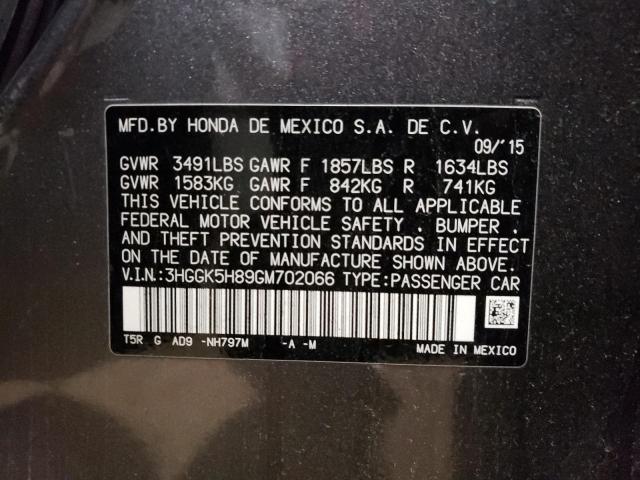 MFD.BY HONDA DE MEXICO S.A. DE C.V.
09/'15
GVWR 3491LBS GAWR F 1857LBS R 1634LBS
GVWR 1583KG GAWR F 842KG R 741KG
THIS VEHICLE CONFORMS TO ALL APPLICABLE
FEDERAL MOTOR VEHICLE SAFETY . BUMPER .
AND THEFT PREVENTION STANDARDS IN EFFECT
ON THE DATE OF MANUFACTURE SHOWN ABOVE.
V.I.N.:3HGGK5H89GM702066 TYPE:PASSENGER CAR
T5R G AD9 -NH797M -A -M
MADE IN MEXICO